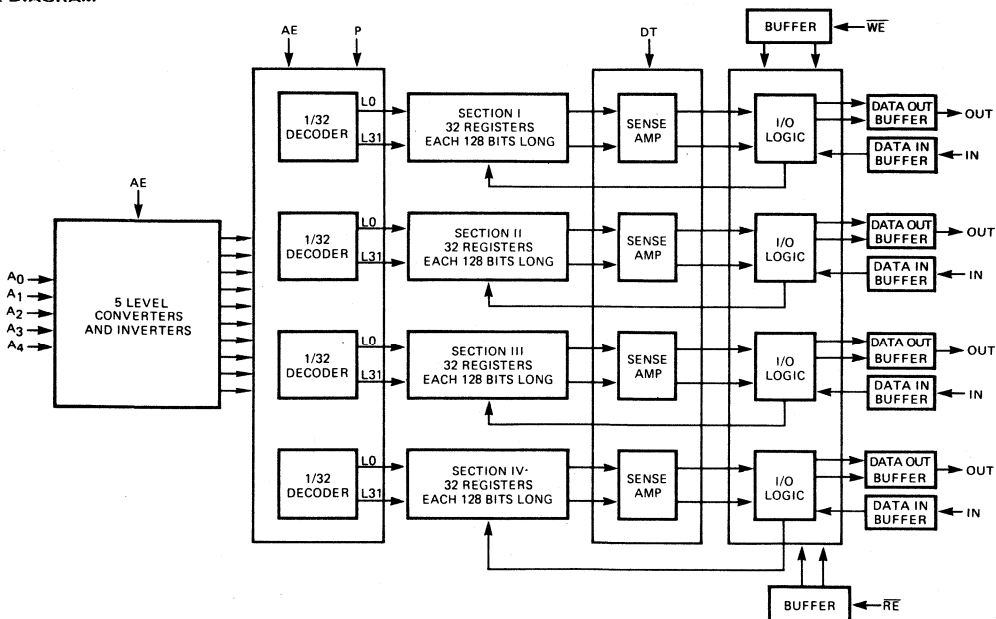 BUFFER
WE
AE
P
DT
1/32
DECODER
L0
L31
SECTION I
32 REGISTERS
EACH 128 BITS LONG
SENSE
AMP
I/O
LOGIC
DATA OUT
BUFFER
OUT
DATA IN
BUFFER
IN
AE
1/32
DECODER
L0
L31
SECTION II
32 REGISTERS
EACH 128 BITS LONG
SENSE
AMP
I/O
LOGIC
DATA OUT
BUFFER
OUT
DATA IN
BUFFER
IN
A0
A1
A2
A3
A4
5 LEVEL
CONVERTERS
AND INVERTERS
1/32
DECODER
L0
L31
SECTION III
32 REGISTERS
EACH 128 BITS LONG
SENSE
AMP
I/O
LOGIC
DATA OUT
BUFFER
OUT
DATA IN
BUFFER
IN
1/32
DECODER
L0
L31
SECTION IV
32 REGISTERS
EACH 128 BITS LONG
SENSE
AMP
I/O
LOGIC
DATA OUT
BUFFER
OUT
DATA IN
BUFFER
IN
BUFFER
RE